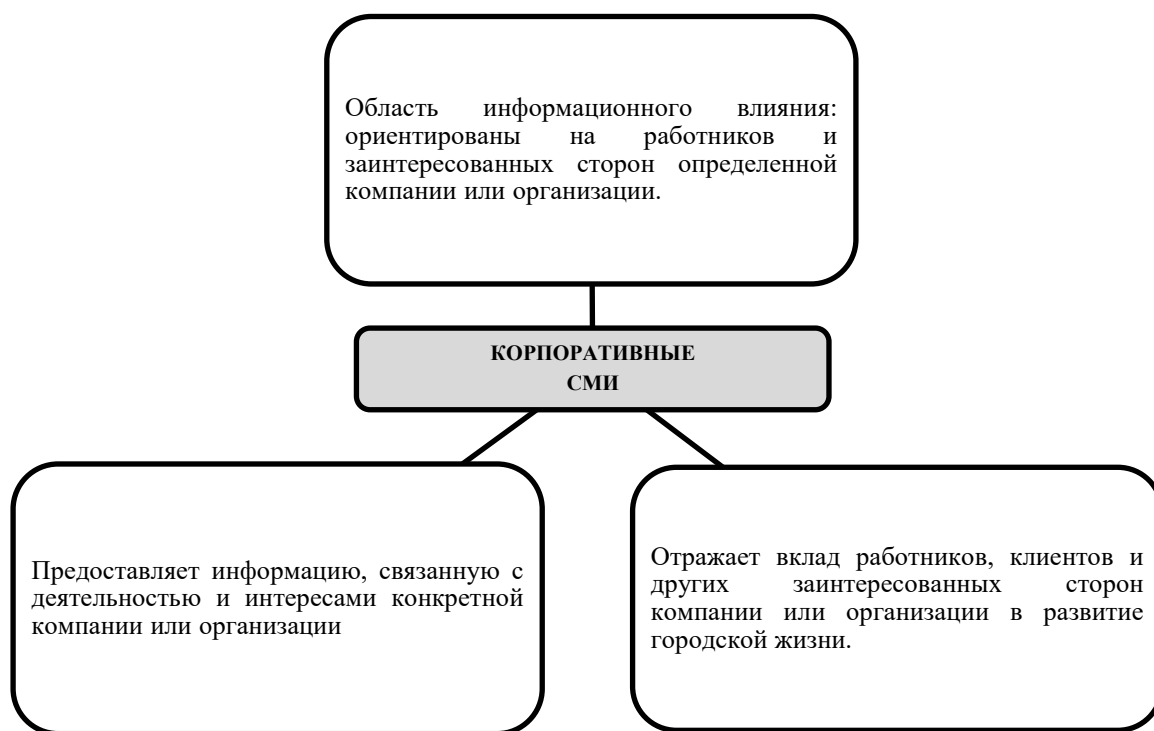 Область информационного влияния:
ориентированы на работников и
заинтересованных сторон определенной
компании или организации.
КОРПОРАТИВНЫЕ
СМИ
Предоставляет информацию, связанную с
деятельностью и интересами конкретной
компании или организации
Отражает вклад работников, клиентов и
других заинтересованных сторон
компании или организации в развитие
городской жизни.